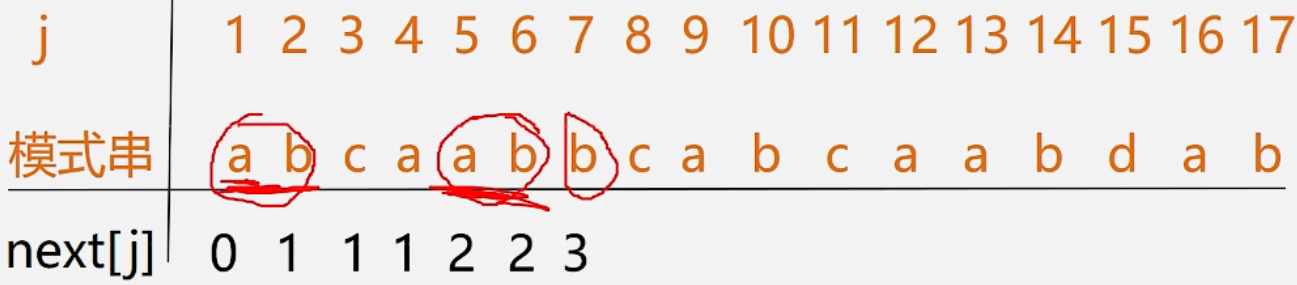 j 1 2 3 4 5 6 7 8 9 10 11 12 13 14 15 16 17
模式串 a b c a a b b c a b c a a b d a b
next[j] 0 1 1 1 2 2 3